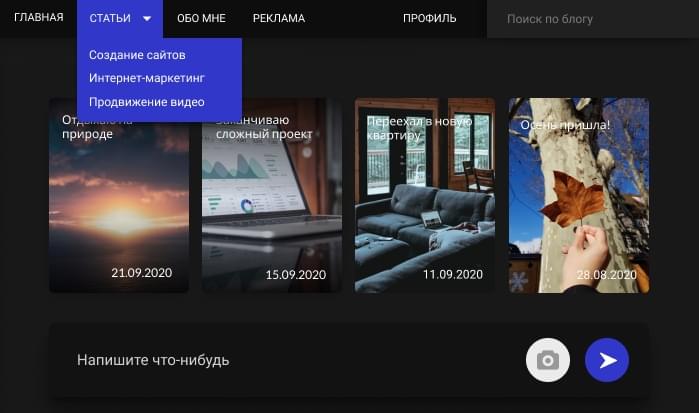 ГЛАВНАЯ
СТАТЬИ
ОБО МНЕ
РЕКЛАМА
ПРОФИЛЬ
Поиск по блогу
Создание сайтов
Интернет-маркетинг
Продвижение видео
Отдыхаю на
природе
21.09.2020
Заканчиваю
сложный проект
15.09.2020
Переехал в новую
квартиру
11.09.2020
Осень пришла!
28.08.2020
Напишите что-нибудь